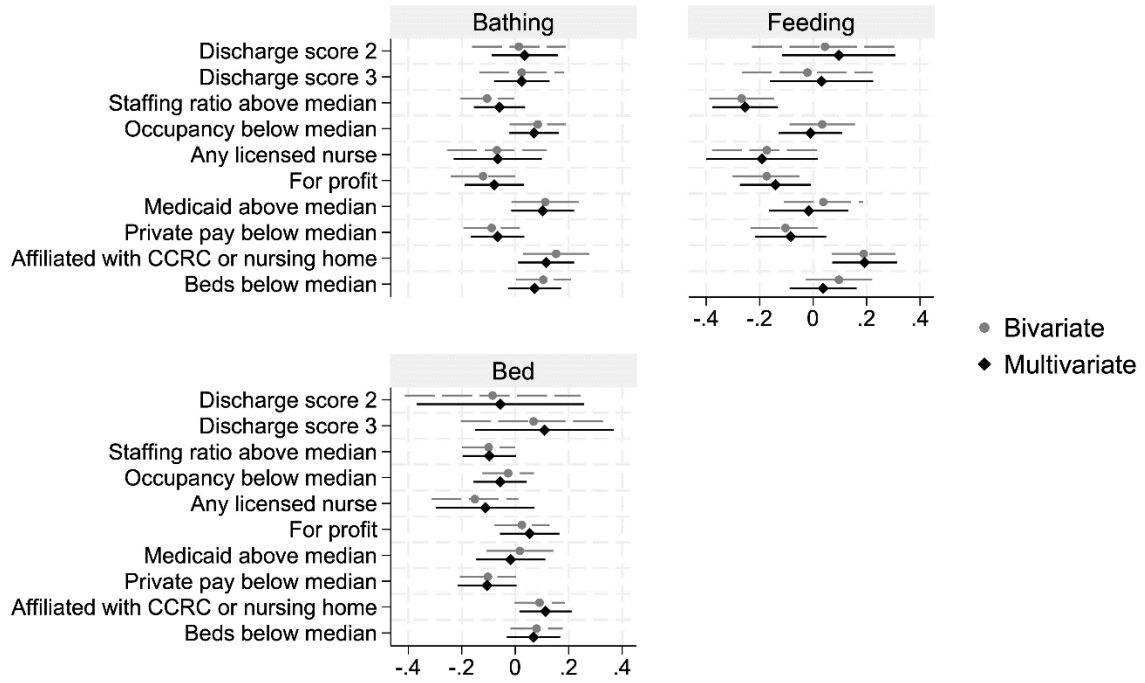 Bathing
Feeding
Discharge score 2
Discharge score 3
Staffing ratio above median
Occupancy below median
Any licensed nurse
For profit
Medicaid above median
Private pay below median
Affiliated with CCRC or nursing home
Beds below median
-.4 -.2 0 .2 .4
Bivariate
Multivariate
Bed
Discharge score 2
Discharge score 3
Staffing ratio above median
Occupancy below median
Any licensed nurse
For profit
Medicaid above median
Private pay below median
Affiliated with CCRC or nursing home
Beds below median
-.4 -.2 0 .2 .4